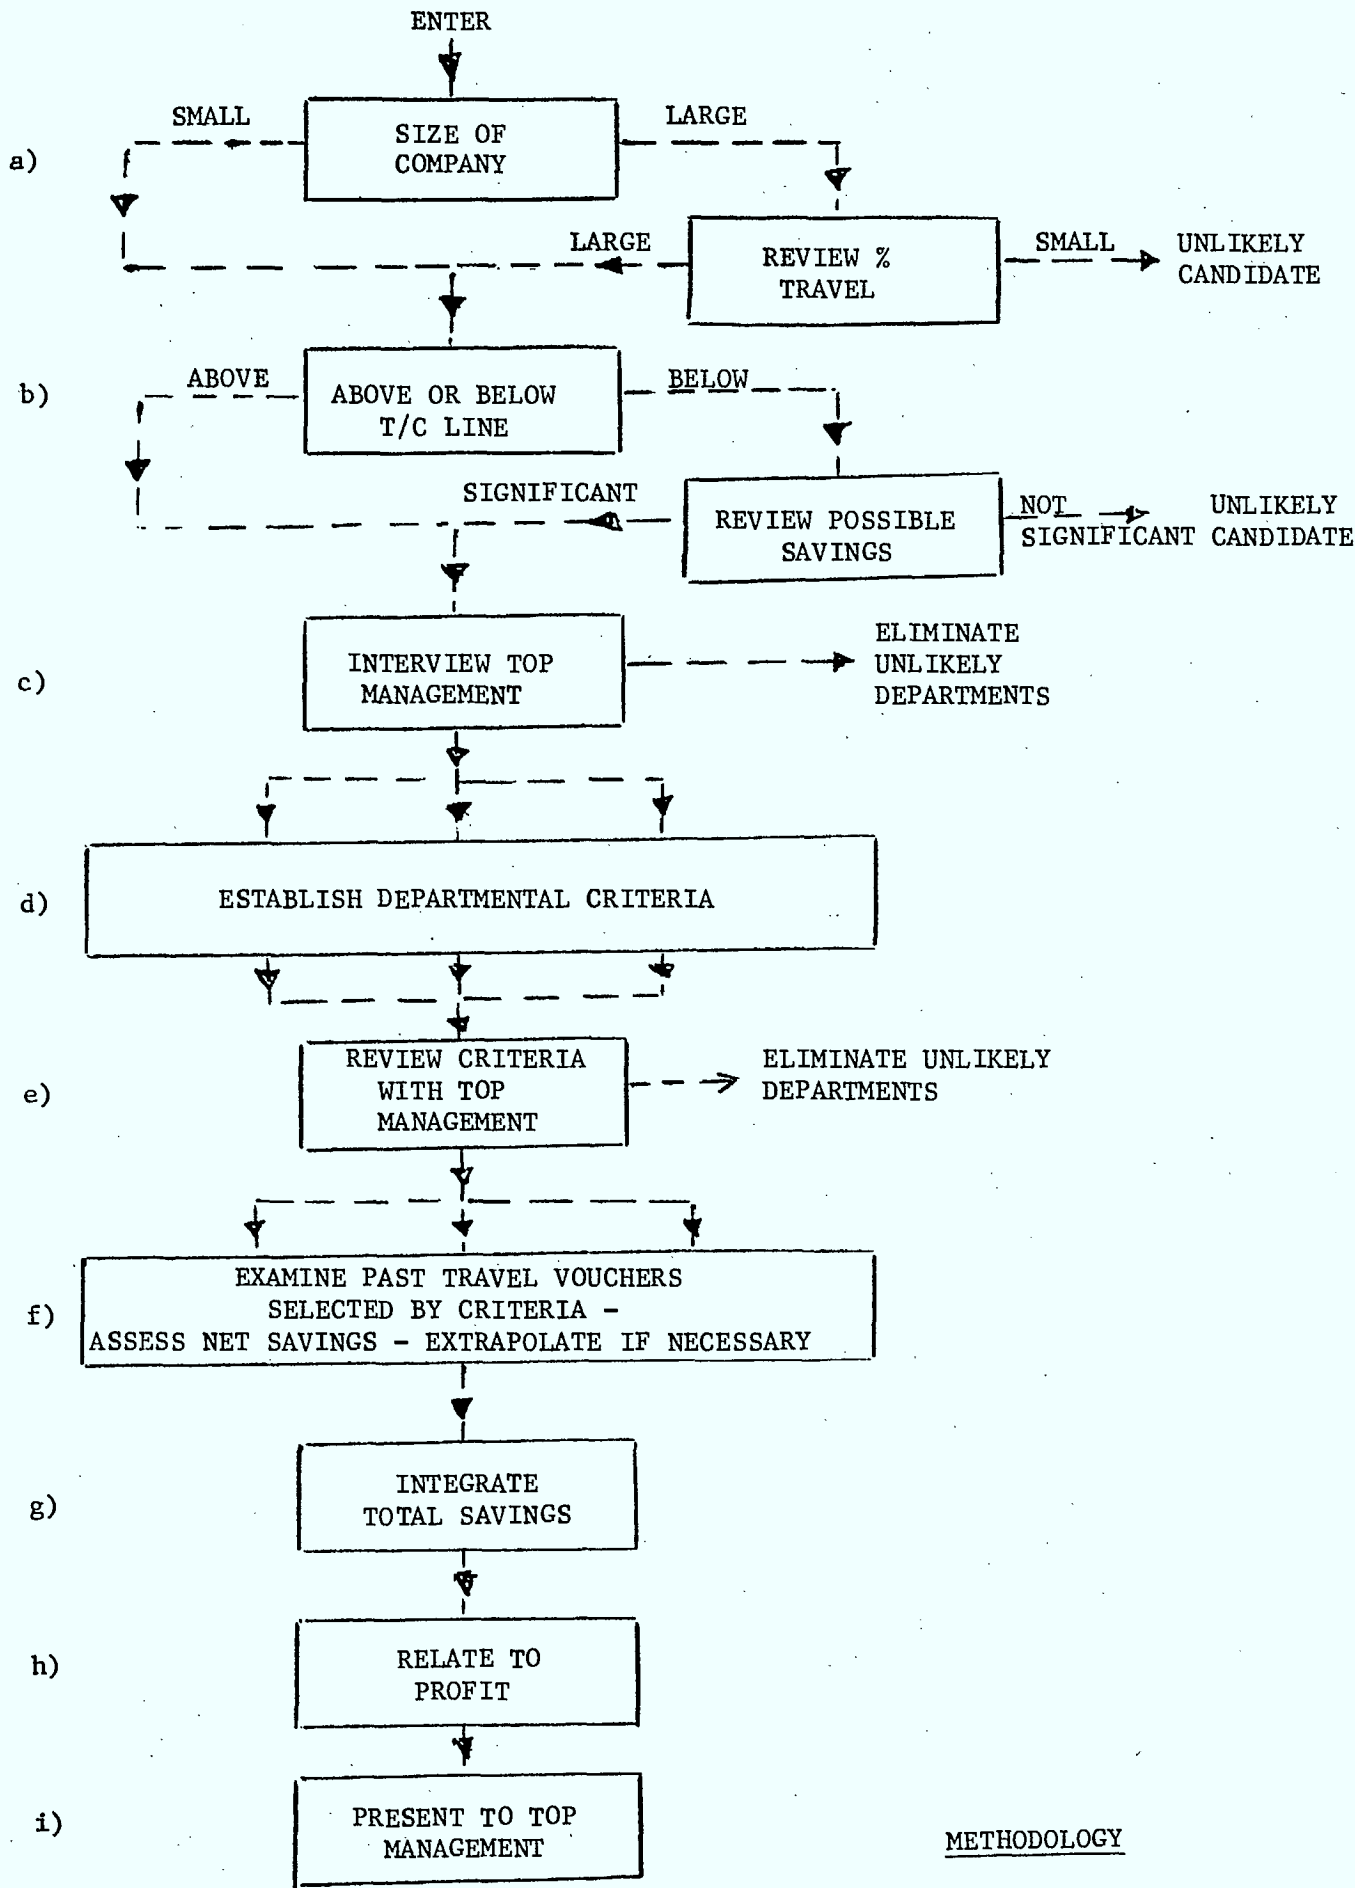 ENTER
SMALL
LARGE
a)
SIZE OF
COMPANY
LARGE
REVIEW %
TRAVEL
SMALL
UNLIKELY
CANDIDATE
b)
ABOVE
ABOVE OR BELOW
T/C LINE
BELOW
SIGNIFICANT
REVIEW POSSIBLE
SAVINGS
NOT
SIGNIFICANT
UNLIKELY
CANDIDATE
c)
INTERVIEW TOP
MANAGEMENT
ELIMINATE
UNLIKELY
DEPARTMENTS
d)
ESTABLISH DEPARTMENTAL CRITERIA
e)
REVIEW CRITERIA
WITH TOP
MANAGEMENT
ELIMINATE UNLIKELY
DEPARTMENTS
f)
EXAMINE PAST TRAVEL VOUCHERS
SELECTED BY CRITERIA -
ASSESS NET SAVINGS - EXTRAPOLATE IF NECESSARY
g)
INTEGRATE
TOTAL SAVINGS
h)
RELATE TO
PROFIT
i)
PRESENT TO TOP
MANAGEMENT
METHODOLOGY